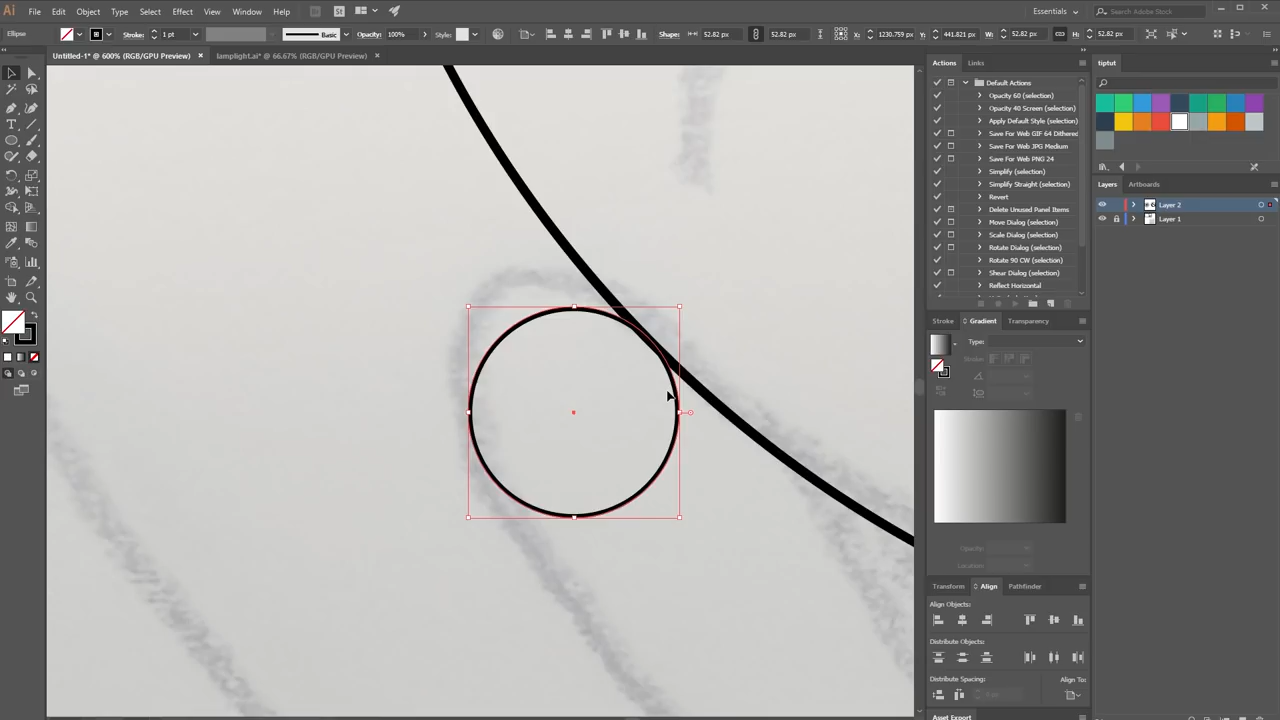 Ai File Edit Object Type Select Effect View Window Help Br St Essentials Search Adobe Stock
Ellipse Stroke: 1 pt Basic Opacity: 100% Style: Shape: 52.82 px 52.82 px X: 1230.759 px Y: 441.821 px W: 52.82 px H: 52.82 px
Untitled-1* @ 600% (RGB/GPU Preview) × lamplight.ai* @ 66.67% (RGB/GPU Preview) ×
Actions Links
Default Actions
Opacity 60 (selection)
Opacity 40 Screen (selection)
Apply Default Style (selection)
Save For Web GIF 64 Dithered
Save For Web JPG Medium
Save For Web PNG 24
Simplify (selection)
Simplify Straight (selection)
Revert
Delete Unused Panel Items
Move Dialog (selection)
Scale Dialog (selection)
Rotate Dialog (selection)
Rotate 90 CW (selection)
Shear Dialog (selection)
Reflect Horizontal
Stroke Gradient Transparency
Type:
Stroke:
Opacity:
Location:
Transform Align Pathfinder
Align Objects:
Distribute Objects:
Distribute Spacing: Align To:
Asset Export
tiptut
Layers Artboards
Layer 2
Layer 1